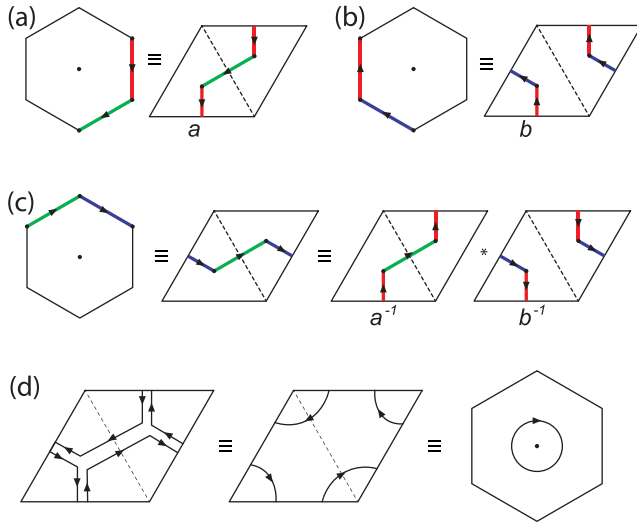 (a) ≡ a
(b) ≡ b
(c) ≡ ≡ a⁻¹ * b⁻¹
(d) ≡ ≡